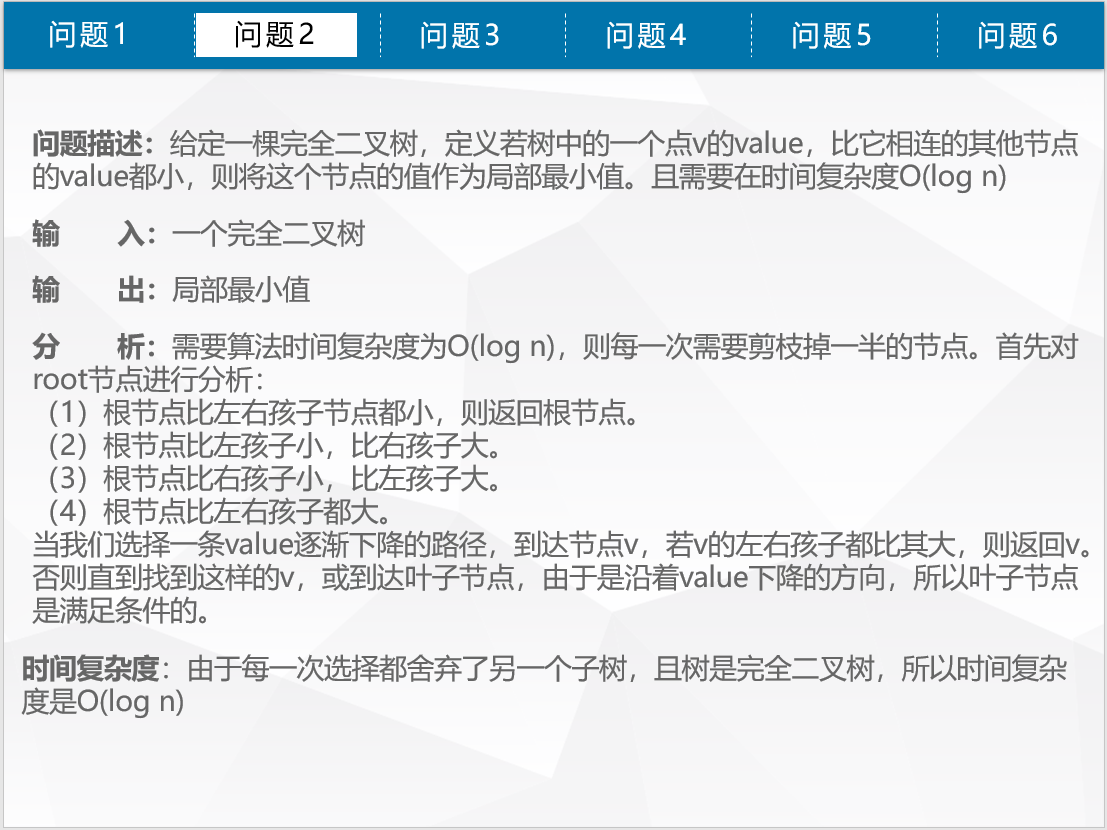 问题1 问题2 问题3 问题4 问题5 问题6
问题描述：给定一棵完全二叉树，定义若树中的一个点v的value，比它相连的其他节点
的value都小，则将这个节点的值作为局部最小值。且需要在时间复杂度O(log n)
输 入：一个完全二叉树
输 出：局部最小值
分 析：需要算法时间复杂度为O(log n)，则每一次需要剪枝掉一半的节点。首先对
root节点进行分析：
（1）根节点比左右孩子节点都小，则返回根节点。
（2）根节点比左孩子小，比右孩子大。
（3）根节点比右孩子小，比左孩子大。
（4）根节点比左右孩子都大。
当我们选择一条value逐渐下降的路径，到达节点v，若v的左右孩子都比其大，则返回v。
否则直到找到这样的v，或到达叶子节点，由于是沿着value下降的方向，所以叶子节点
是满足条件的。
时间复杂度：由于每一次选择都舍弃了另一个子树，且树是完全二叉树，所以时间复杂
度是O(log n)